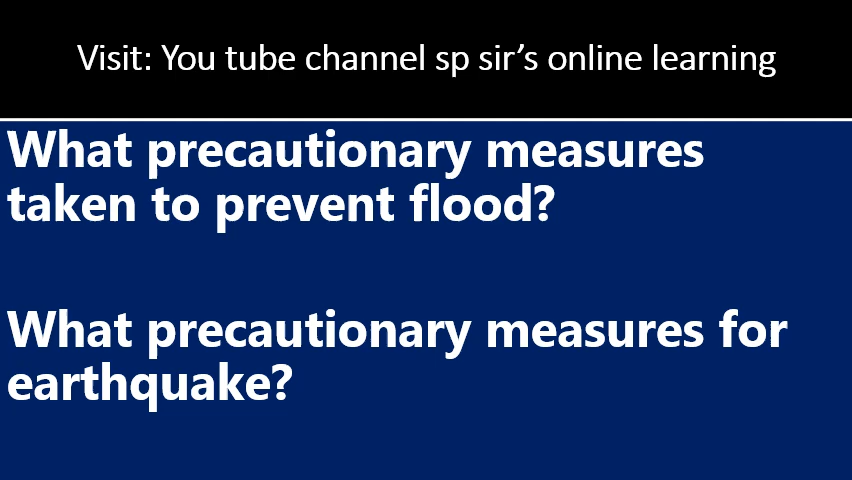 Visit: You tube channel sp sir’s online learning
What precautionary measures
taken to prevent flood?
What precautionary measures for
earthquake?